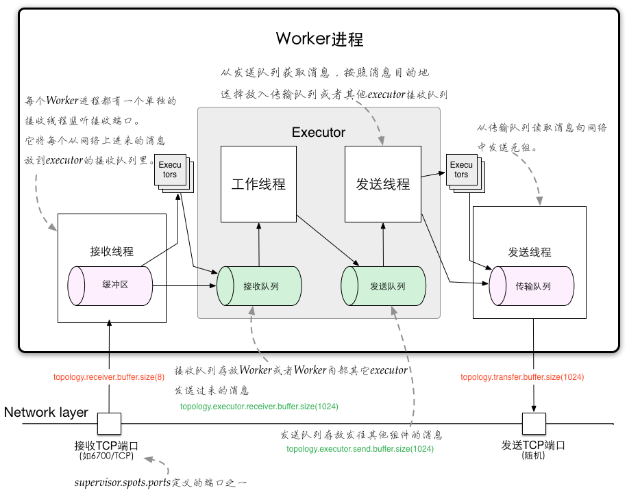 Worker进程
从发送队列获取消息，按照消息目的地
选择放入传输队列或者其他executor接收队列
每个Worker进程都有一个单独的
接收线程监听接收端口。
它将每个从网络上进来的消息
放到executor的接收队列里。
Executor
从传输队列读取消息向网络
中发送元组。
Execu
tors
工作线程
发送线程
Execu
tors
接收线程
缓冲区
接收队列
发送队列
发送线程
传输队列
topology.receiver.buffer.size(8)
接收队列存放Worker或者Worker内部其它executor
发送过来的消息
topology.executor.receiver.buffer.size(1024)
topology.transfer.buffer.size(1024)
Network layer
接收TCP端口
(如6700/TCP)
发送队列存放发往其他组件的消息
topology.executor.send.buffer.size(1024)
发送TCP端口
(随机)
supervisor.spots.ports定义的端口之一